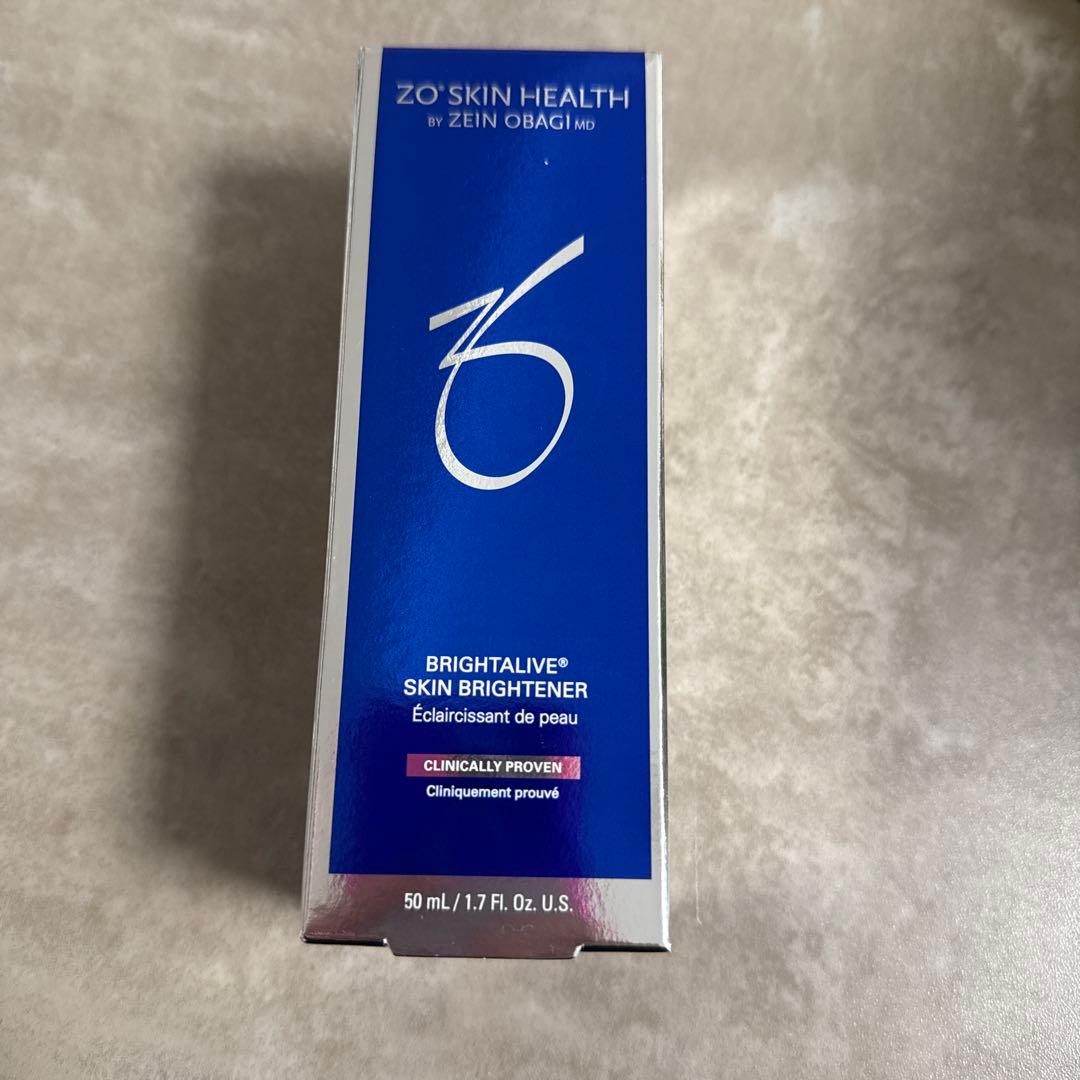 ZO® SKIN HEALTH
BY ZEIN OBAGI MD
ZO
BRIGHTALIVE®
SKIN BRIGHTENER
Éclaircissant de peau
CLINICALLY PROVEN
Cliniquement prouvé
50 mL / 1.7 Fl. Oz. U.S.